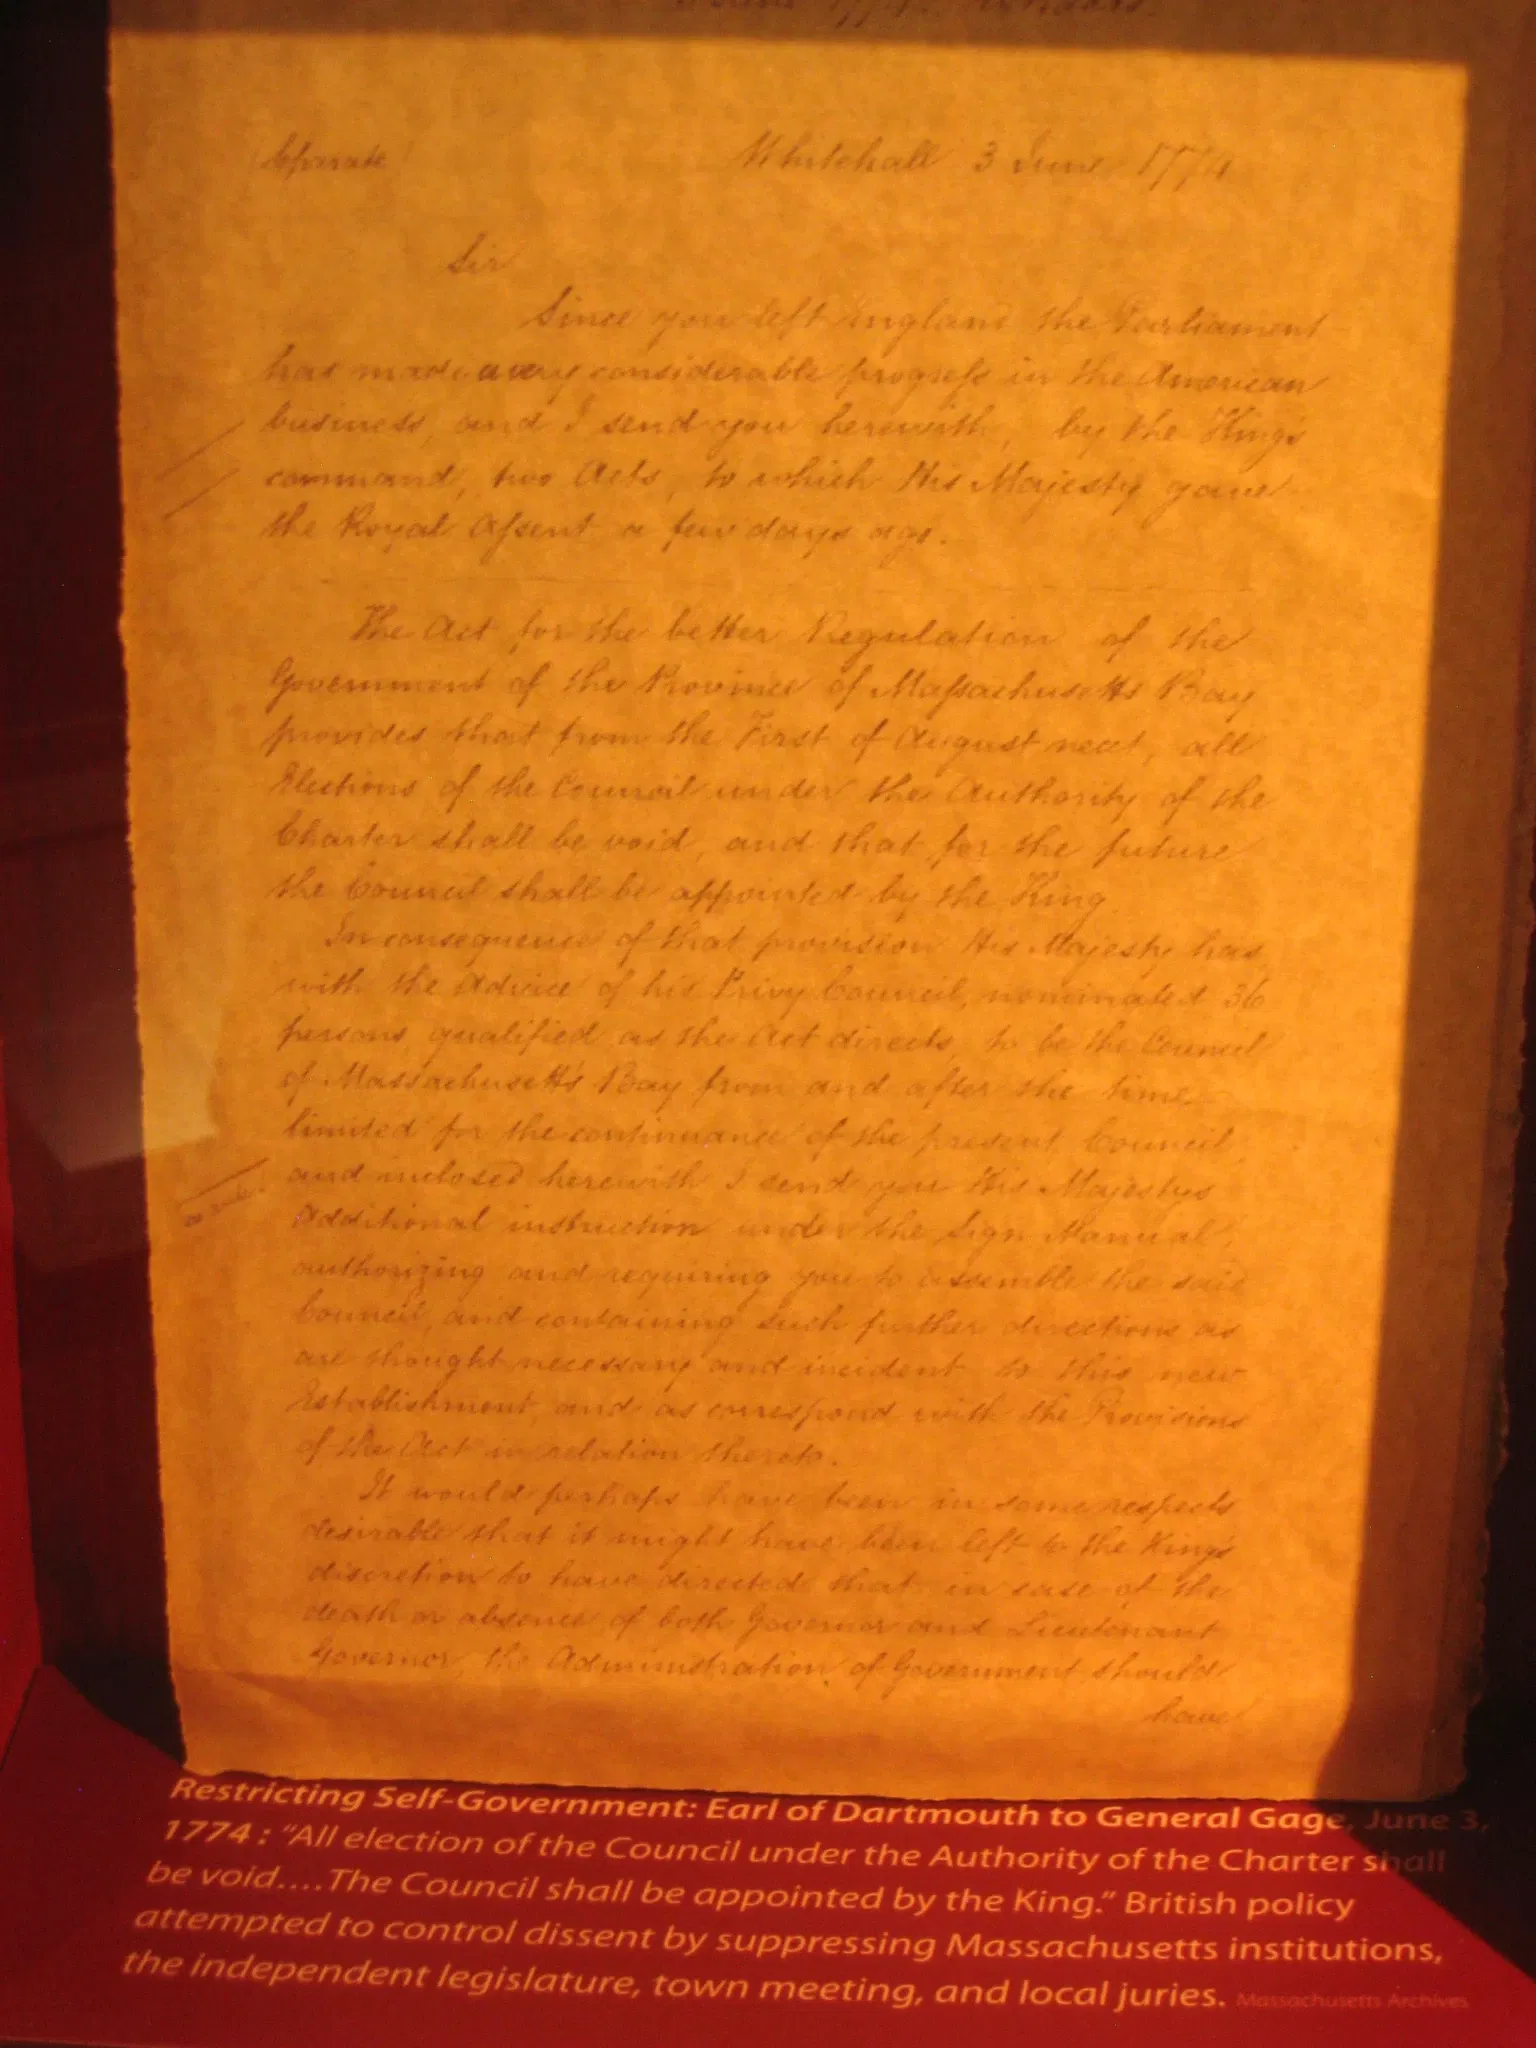 Separate
Whitehall 3 June 1774
Sir
Since you left England the Parliament
has made a very considerable progress in the American
business, and I send you herewith, by the King's
command, two Acts, to which His Majesty gave
the Royal Assent a few days ago.
The Act for the better Regulation of the
Government of the Province of Massachusetts Bay
provides that from the First of August next, all
Elections of the Council under the Authority of the
Charter shall be void, and that for the future
the Council shall be appointed by the King
In consequence of that provision His Majesty has
with the Advice of his Privy Council, nominated 36
persons, qualified as the Act directs, to be the Council
of Massachusetts Bay from and after the time
limited for the continuance of the present Council,
and inclosed herewith I send you His Majestys
Additional instruction under the Sign Manual,
authorizing and requiring you to assemble the said
Council, and containing such further directions as
are thought necessary and incident to this new
Establishment, and as correspond with the Provisions
of the Act in relation thereto.
It would perhaps have been in some respects
desirable that it might have been left to the King's
discretion to have directed that in case of the
death or absence of both Governor and Lieutenant
Governor, the Administration of Government should
have
Restricting Self-Government: Earl of Dartmouth to General Gage, June 3,
1774 : "All election of the Council under the Authority of the Charter shall
be void.... The Council shall be appointed by the King." British policy
attempted to control dissent by suppressing Massachusetts institutions,
the independent legislature, town meeting, and local juries. Massachusetts Archives